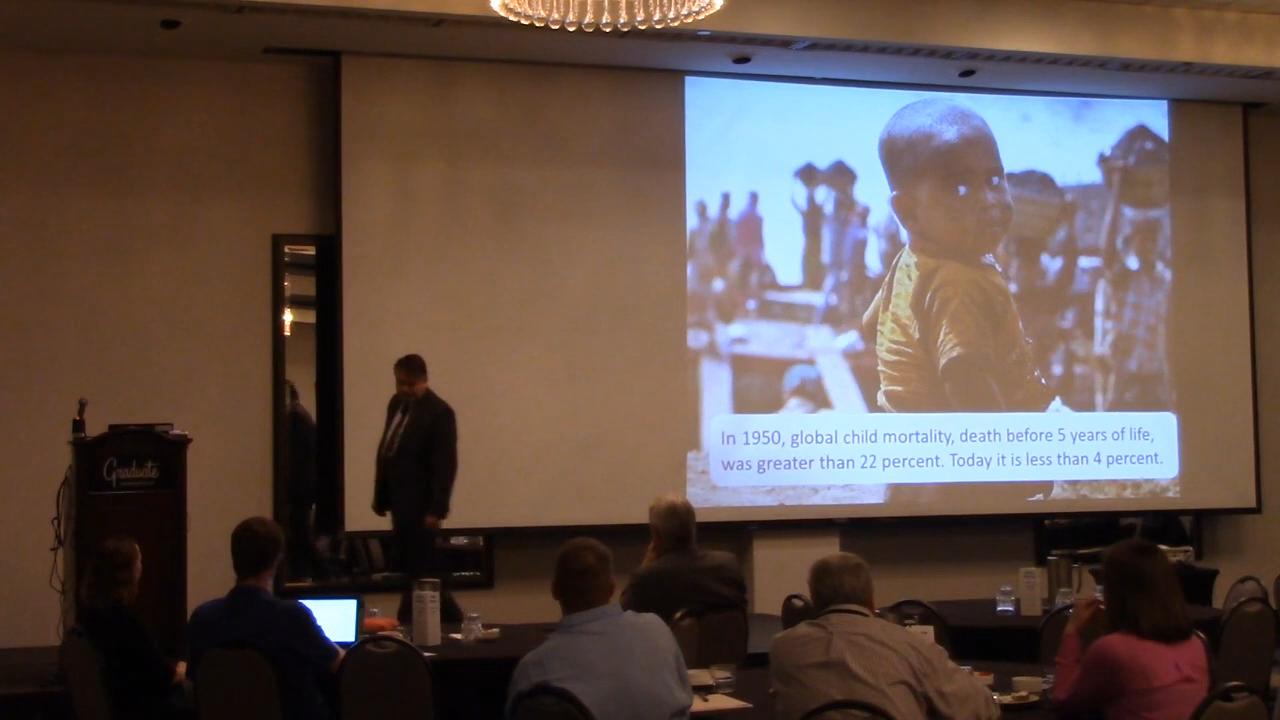 In 1950, global child mortality, death before 5 years of life,
was greater than 22 percent. Today it is less than 4 percent.
Graduate